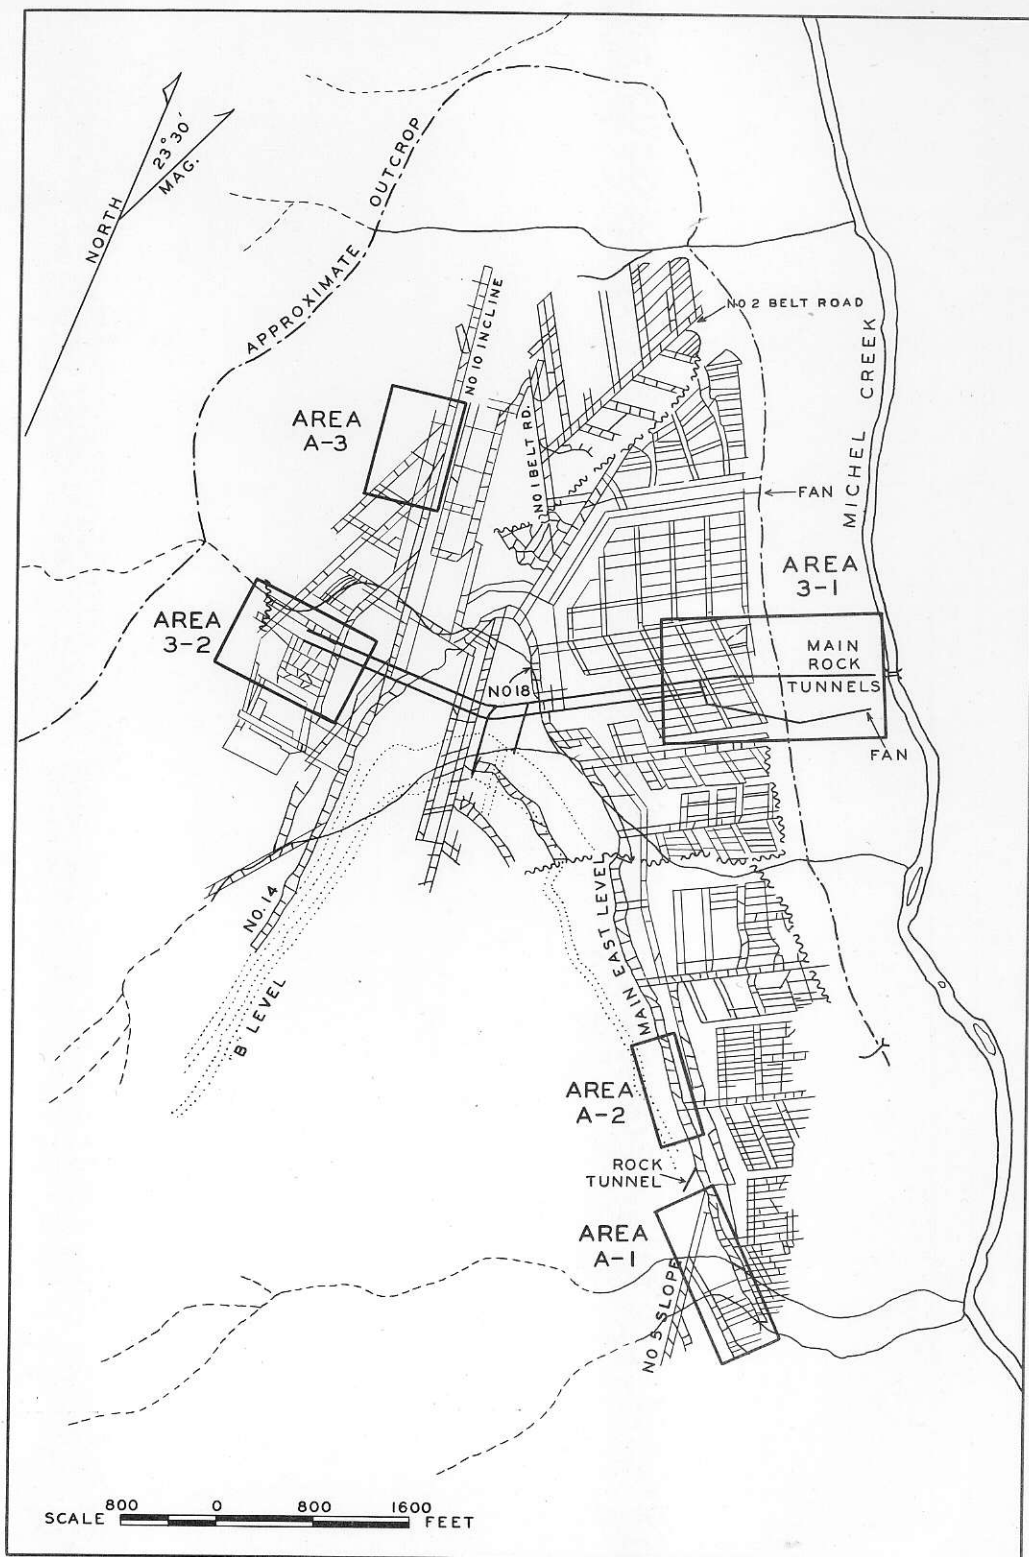 NORTH
23° 30'
MAG.
APPROXIMATE OUTCROP
NO 10 INCLINE
NO 2 BELT ROAD
MICHEL CREEK
AREA
A-3
NO 1 BELT RD.
FAN
AREA
3-1
AREA
3-2
MAIN
ROCK
TUNNELS
NO 18
FAN
NO. 14
MAIN EAST LEVEL
'B' LEVEL
AREA
A-2
ROCK
TUNNEL
AREA
A-1
NO 5 SLOPE
SCALE 800 0 800 1600 FEET